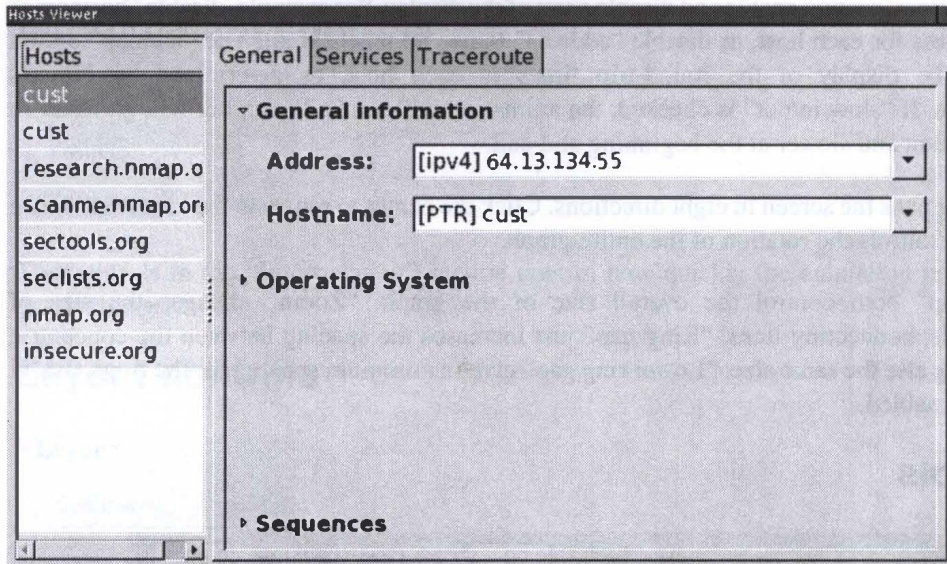 Hosts Viewer
Hosts
cust
cust
research.nmap.o
scanme.nmap.or
sectools.org
seclists.org
nmap.org
insecure.org
General Services Traceroute
General information
Address: [ipv4] 64.13.134.55
Hostname: [PTR] cust
Operating System
Sequences